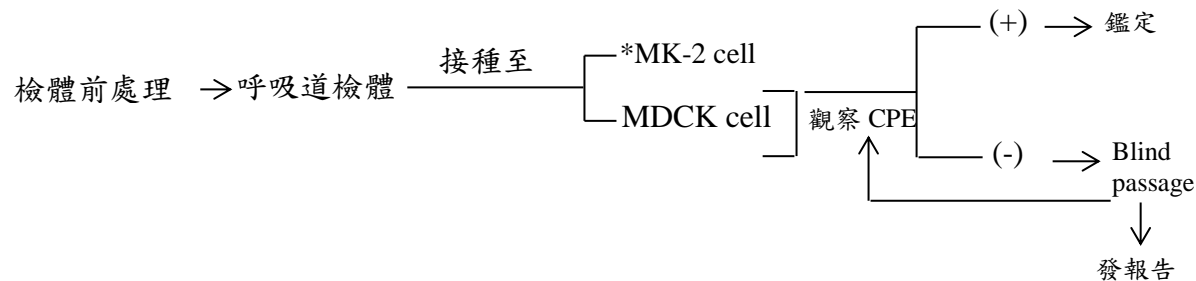 檢體前處理
呼吸道檢體
接種至
*MK-2 cell
MDCK cell
觀察 CPE
(+)
鑑定
(-)
Blind
passage
發報告